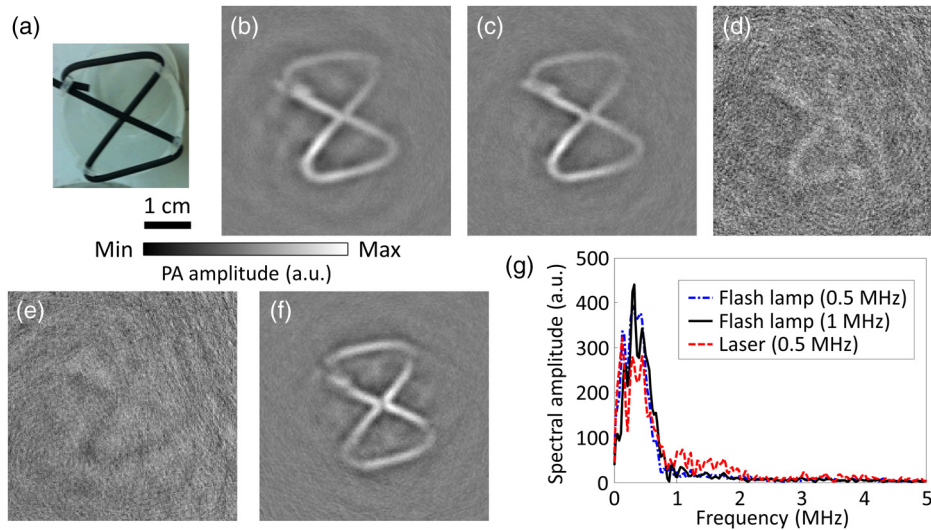 (a)
(b)
(c)
(d)
1 cm
Min Max
PA amplitude (a.u.)
(e)
(f)
(g)
Spectral amplitude (a.u.)
500
400
300
200
100
0
Flash lamp (0.5 MHz)
Flash lamp (1 MHz)
Laser (0.5 MHz)
0 1 2 3 4 5
Frequency (MHz)